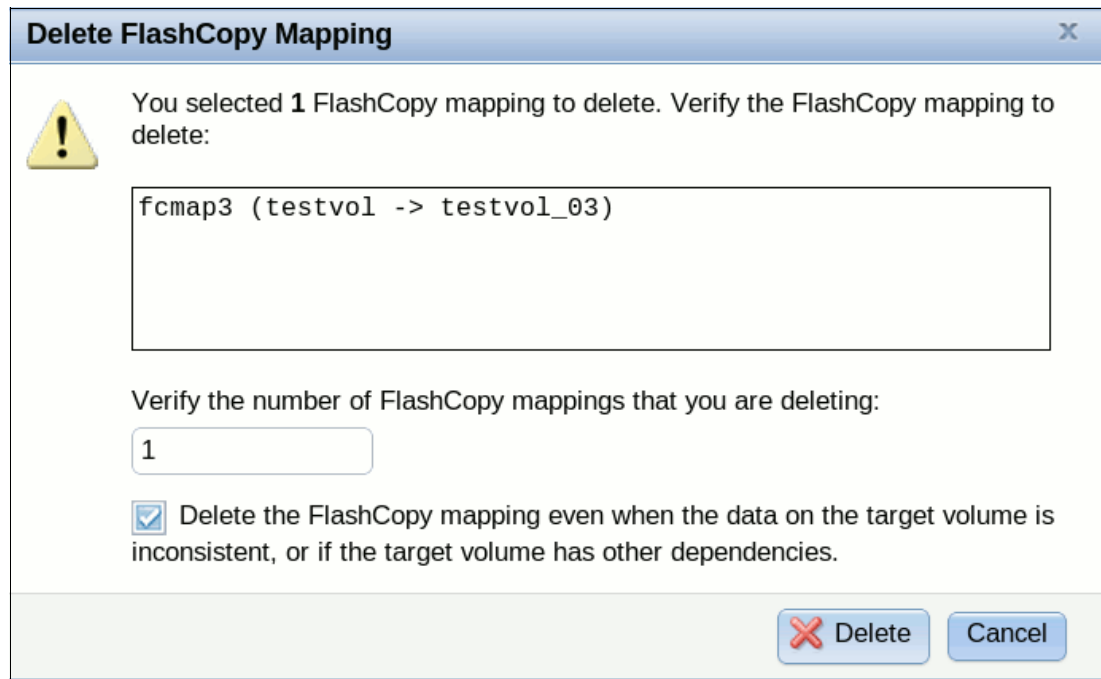 Delete FlashCopy Mapping
You selected 1 FlashCopy mapping to delete. Verify the FlashCopy mapping to
delete:
fcmap3 (testvol -> testvol_03)
Verify the number of FlashCopy mappings that you are deleting:
1
Delete the FlashCopy mapping even when the data on the target volume is
inconsistent, or if the target volume has other dependencies.
Delete Cancel